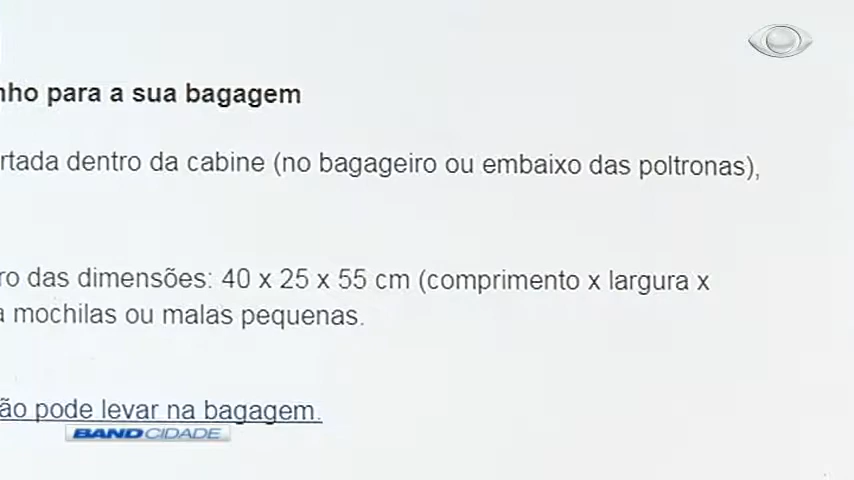 nho para a sua bagagem
rtada dentro da cabine (no bagageiro ou embaixo das poltronas),
ro das dimensões: 40 x 25 x 55 cm (comprimento x largura x
a mochilas ou malas pequenas.
ão pode levar na bagagem.
BAND CIDADE